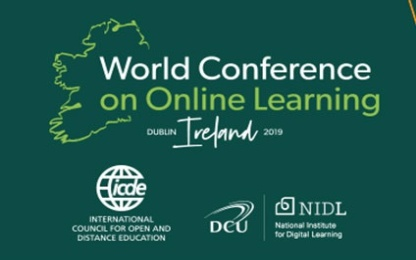 World Conference
on Online Learning
DUBLIN Ireland 2019
icde
INTERNATIONAL
COUNCIL FOR OPEN AND
DISTANCE EDUCATION
DCU
NIDL
National Institute
for Digital Learning